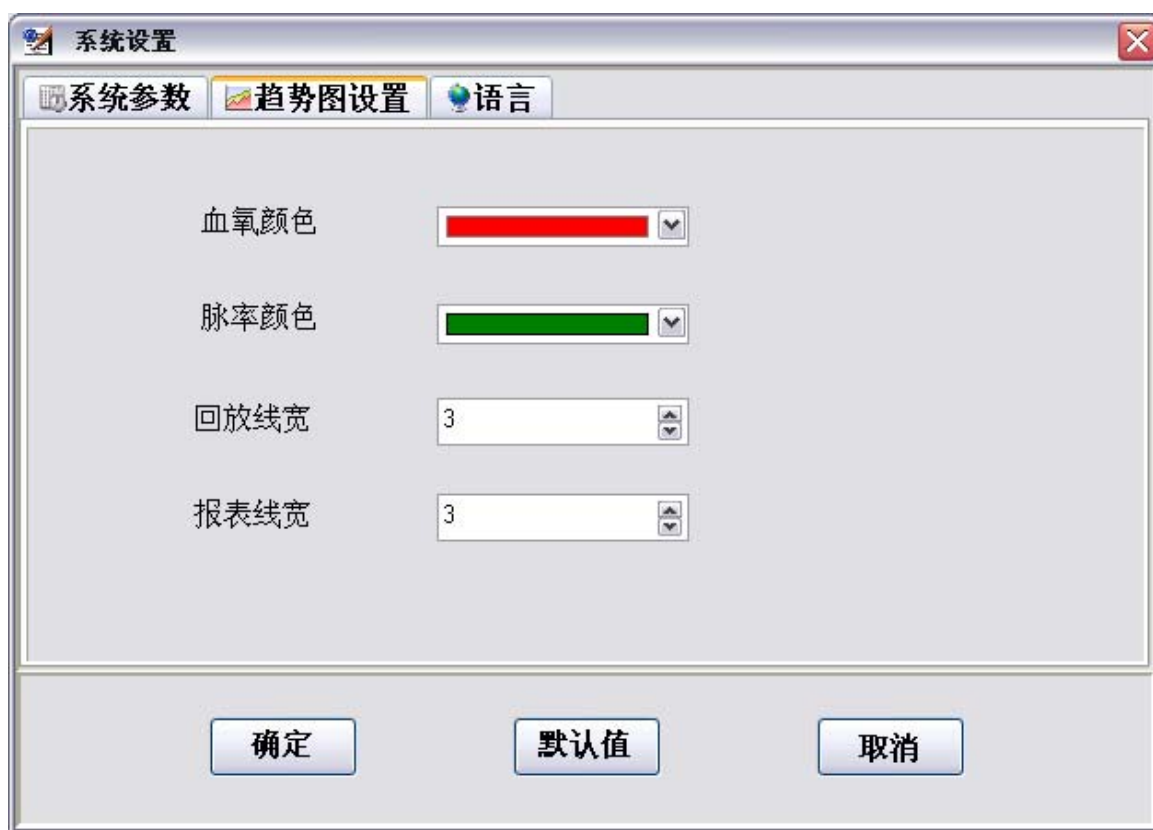 系统设置
系统参数 趋势图设置 语言
血氧颜色
脉率颜色
回放线宽 3
报表线宽 3
确定 默认值 取消